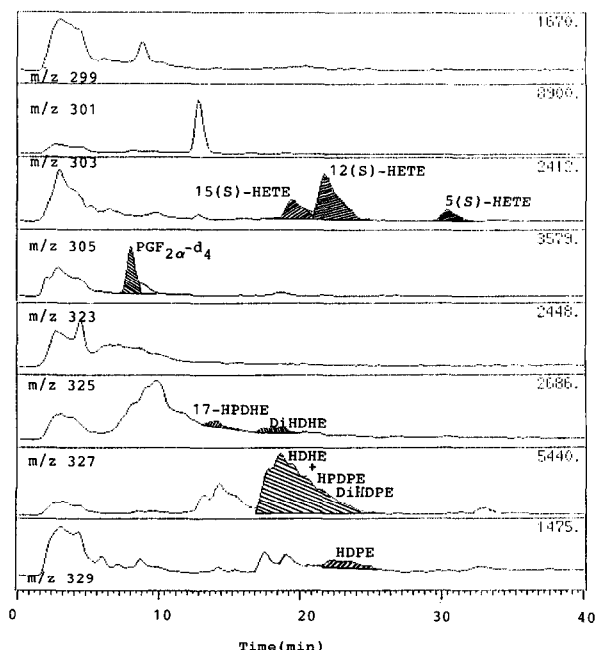 1670.
m/z 299
8900.
m/z 301
m/z 303
2412.
12(S)-HETE
15(S)-HETE
5(S)-HETE
3579.
m/z 305
PGF2α-d4
m/z 323
2448.
m/z 325
2686.
17-HPDHE
DiHDHE
m/z 327
5440.
HDHE
+
HPDPE
DiHDPE
1475.
HDPE
m/z 329
0 10 20 30 40
Time(min)